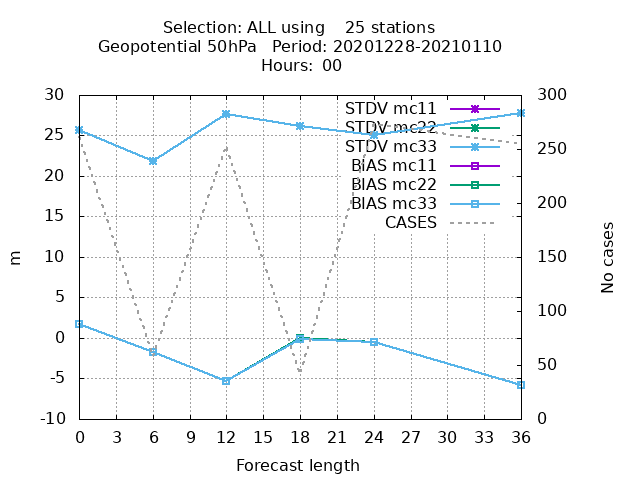 Selection: ALL using    25 stations
Geopotential 50hPa   Period: 20201228-20210110
Hours: 00
30
25
20
15
10
5
0
-5
-10
m
300
250
200
150
100
50
0
No cases
STDV mc11
STDV mc22
STDV mc33
BIAS mc11
BIAS mc22
BIAS mc33
CASES
0 3 6 9 12 15 18 21 24 27 30 33 36
Forecast length